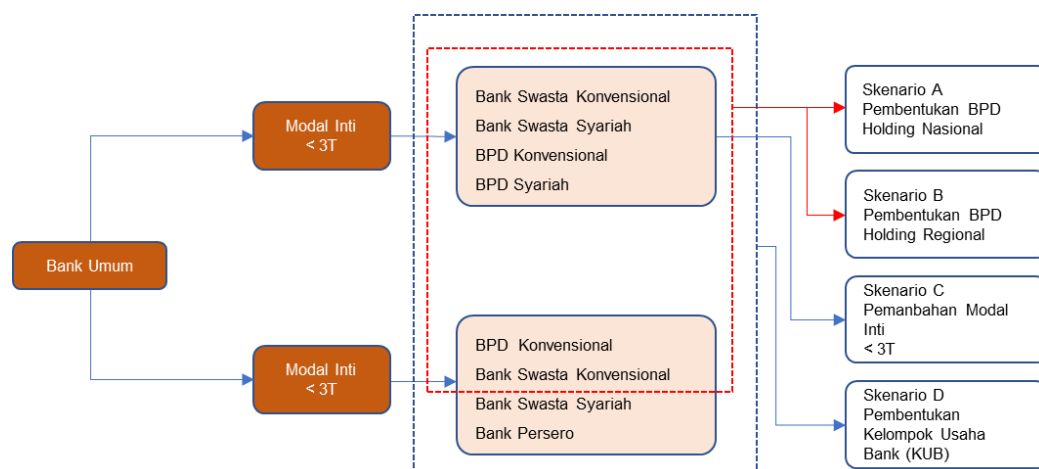 Bank Umum
Modal Inti
< 3T
Modal Inti
< 3T
Bank Swasta Konvensional
Bank Swasta Syariah
BPD Konvensional
BPD Syariah
BPD Konvensional
Bank Swasta Konvensional
Bank Swasta Syariah
Bank Persero
Skenario A
Pembentukan BPD
Holding Nasional
Skenario B
Pembentukan BPD
Holding Regional
Skenario C
Pemanbahan Modal
Inti
< 3T
Skenario D
Pembentukan
Kelompok Usaha
Bank (KUB)